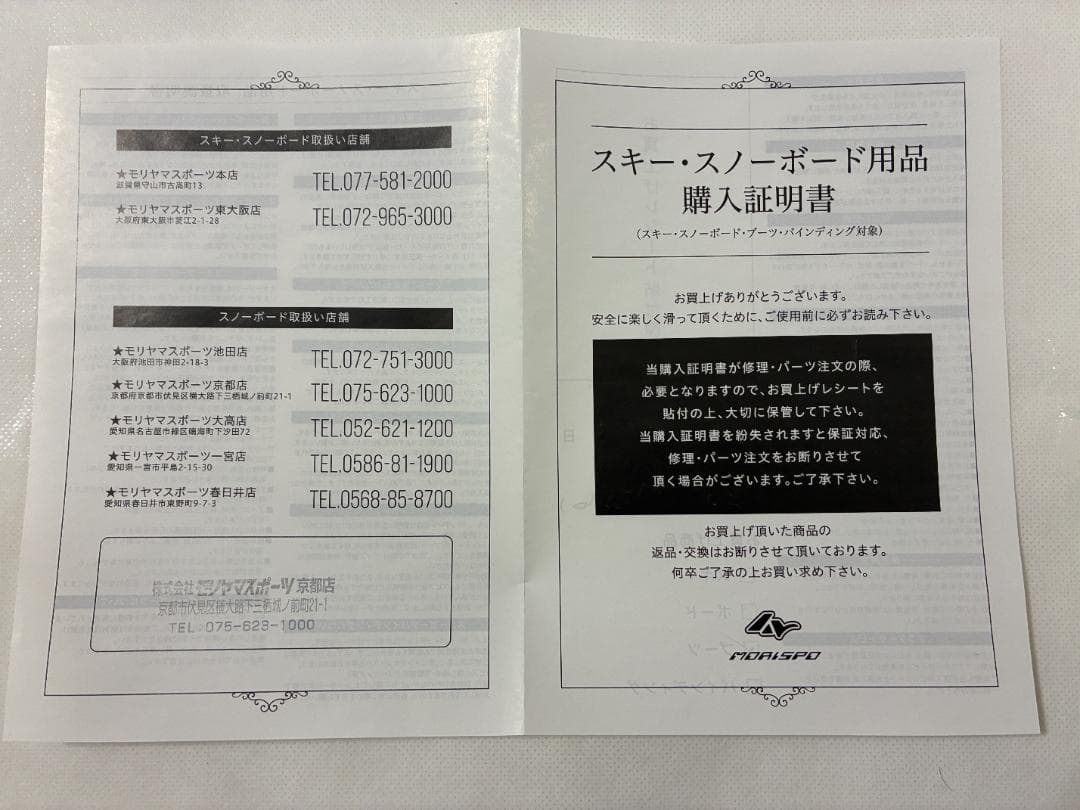 スキー・スノーボード取扱い店舗
★モリヤマスポーツ本店
滋賀県守山市古高町13
TEL.077-581-2000
★モリヤマスポーツ東大阪店
大阪府東大阪市菱江2-1-28
TEL.072-965-3000
スノーボード取扱い店舗
★モリヤマスポーツ池田店
大阪府池田市神田2-18-3
TEL.072-751-3000
★モリヤマスポーツ京都店
京都府京都市伏見区横大路下三栖城ノ前町21-1
TEL.075-623-1000
★モリヤマスポーツ大高店
愛知県名古屋市緑区鳴海町下汐田72
TEL.052-621-1200
★モリヤマスポーツ一宮店
愛知県一宮市平島2-15-30
TEL.0586-81-1900
★モリヤマスポーツ春日井店
愛知県春日井市東野町9-7-3
TEL.0568-85-8700
株式会社モリヤマスポーツ京都店
京都市伏見区横大路下三栖城ノ前町21-1
TEL:075-623-1000
スキー・スノーボード用品
購入証明書
(スキー・スノーボード・ブーツ・バインディング対象)
お買上げありがとうございます。
安全に楽しく滑って頂くために、ご使用前に必ずお読み下さい。
当購入証明書が修理・パーツ注文の際、
必要となりますので、お買上げレシートを
貼付の上、大切に保管して下さい。
当購入証明書を紛失されますと保証対応、
修理・パーツ注文をお断りさせて
頂く場合がございます。ご了承下さい。
お買上げ頂いた商品の
返品・交換はお断りさせて頂いております。
何卒ご了承の上お買い求め下さい。
MORISPO